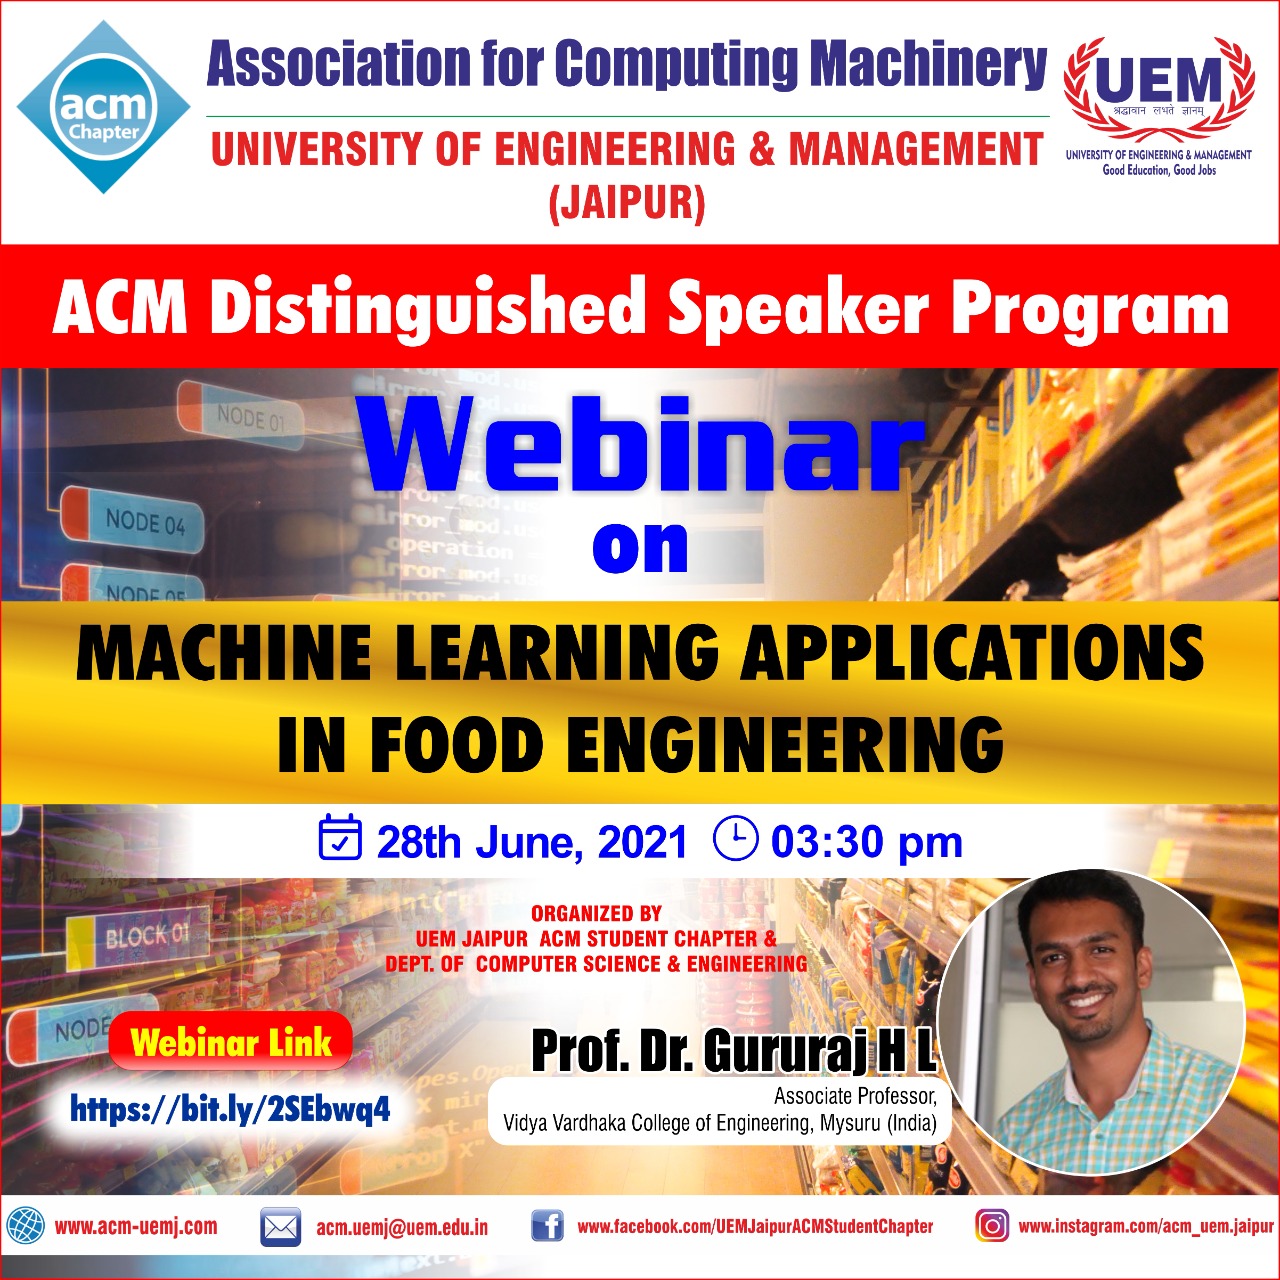 acm
Chapter
Association for Computing Machinery
UNIVERSITY OF ENGINEERING & MANAGEMENT
(JAIPUR)
UEM
श्रद्धावान लभते ज्ञानम्
UNIVERSITY OF ENGINEERING & MANAGEMENT
Good Education, Good Jobs
ACM Distinguished Speaker Program
NODE 01
NODE 04
NODE 05
Webinar
on
MACHINE LEARNING APPLICATIONS
IN FOOD ENGINEERING
28th June, 2021 03:30 pm
BLOCK 01
NODE
ORGANIZED BY
UEM JAIPUR ACM STUDENT CHAPTER &
DEPT. OF COMPUTER SCIENCE & ENGINEERING
Webinar Link
https://bit.ly/2SEbwq4
Prof. Dr. Gururaj H L
Associate Professor,
Vidya Vardhaka College of Engineering, Mysuru (India)
www.acm-uemj.com
acm.uemj@uem.edu.in
www.facebook.com/UEMJaipurACMStudentChapter
www.instagram.com/acm_uem.jaipur